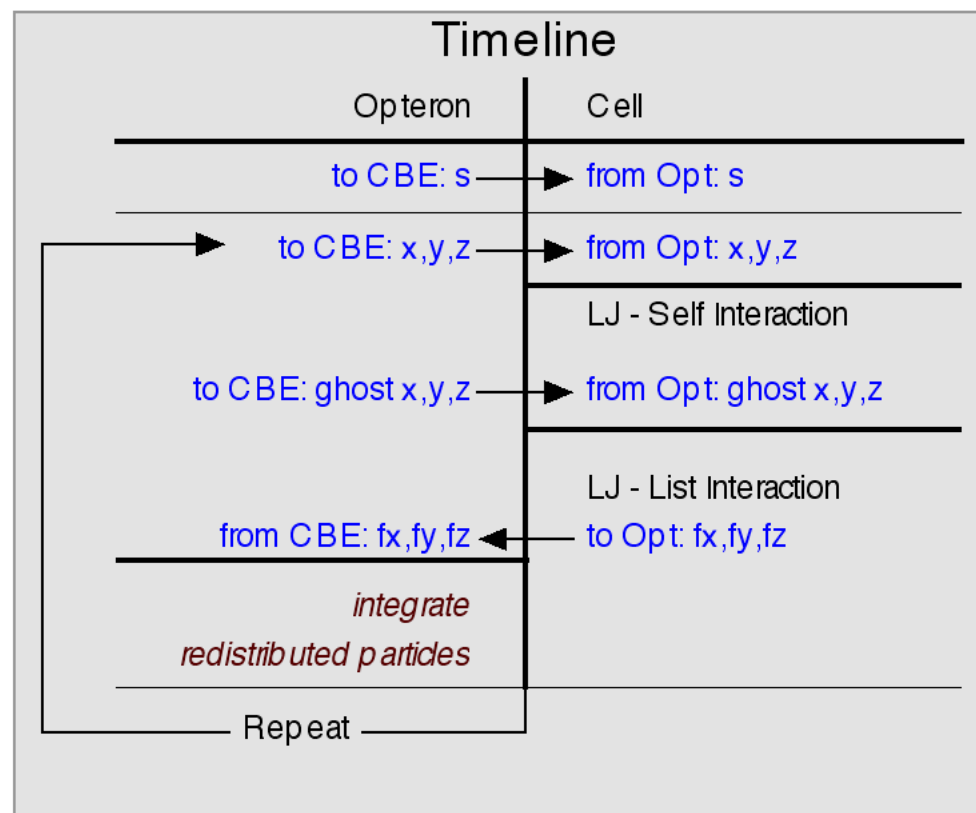 Timeline
Opteron Cell
to CBE: s from Opt: s
to CBE: x,y,z from Opt: x,y,z
LJ - Self Interaction
to CBE: ghost x,y,z from Opt: ghost x,y,z
LJ - List Interaction
from CBE: fx,fy,fz to Opt: fx,fy,fz
integrate
redistributed particles
Repeat